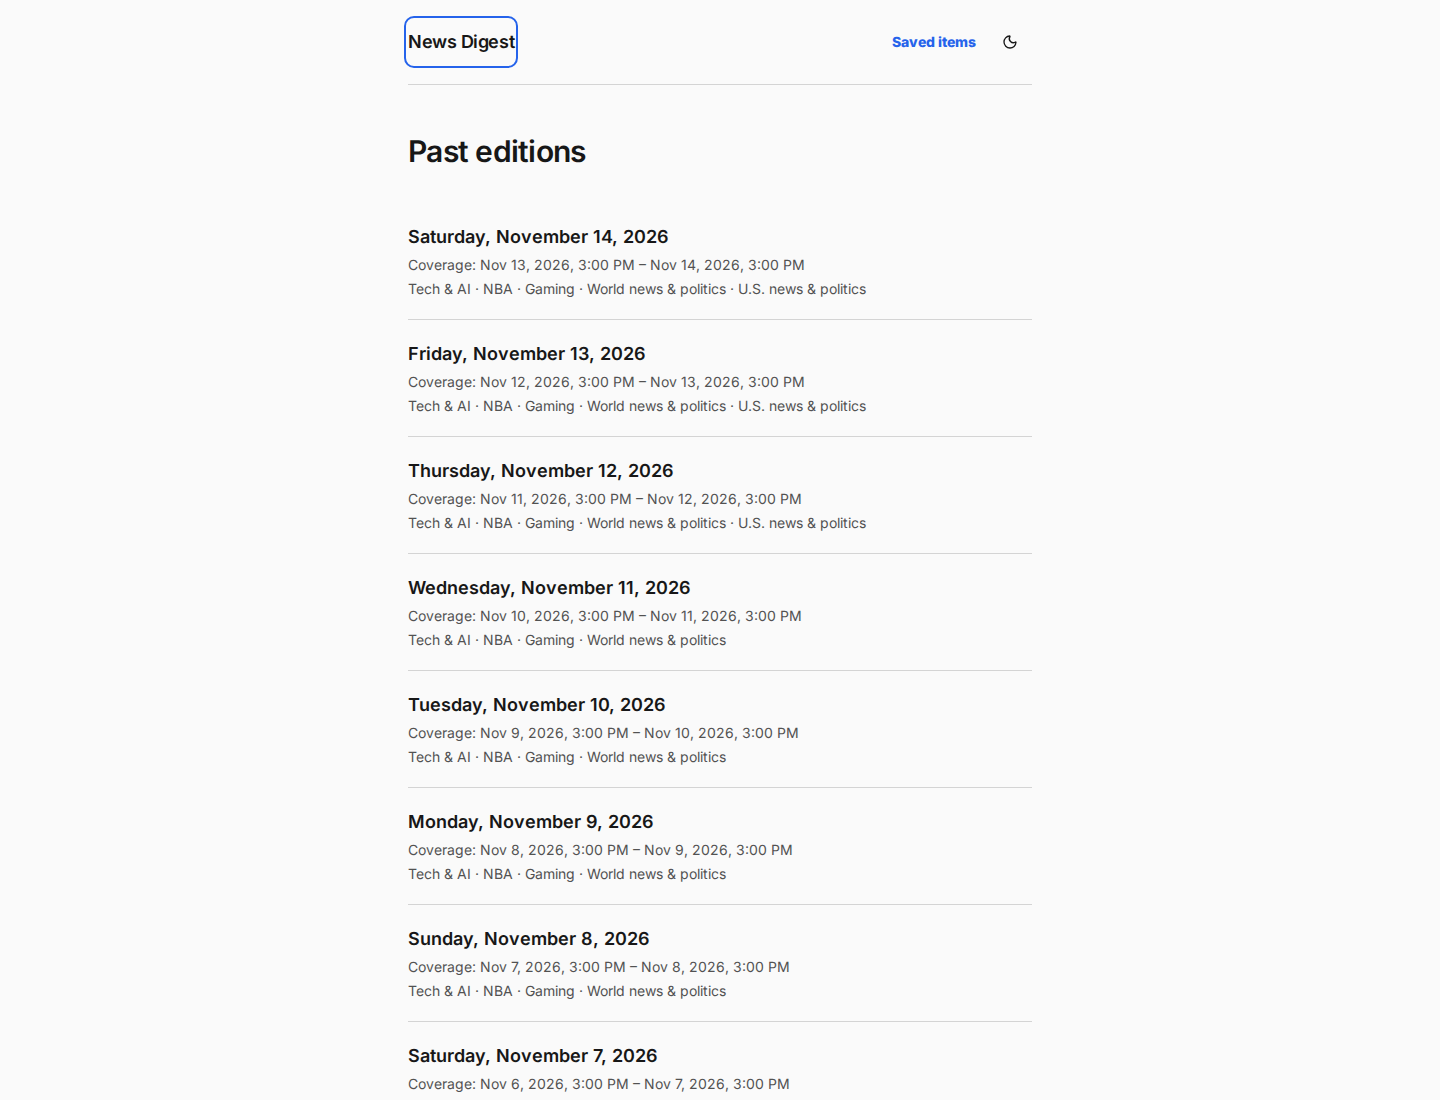 News Digest
Saved items
Past editions
Saturday, November 14, 2026
Coverage: Nov 13, 2026, 3:00 PM – Nov 14, 2026, 3:00 PM
Tech & AI · NBA · Gaming · World news & politics · U.S. news & politics
Friday, November 13, 2026
Coverage: Nov 12, 2026, 3:00 PM – Nov 13, 2026, 3:00 PM
Tech & AI · NBA · Gaming · World news & politics · U.S. news & politics
Thursday, November 12, 2026
Coverage: Nov 11, 2026, 3:00 PM – Nov 12, 2026, 3:00 PM
Tech & AI · NBA · Gaming · World news & politics · U.S. news & politics
Wednesday, November 11, 2026
Coverage: Nov 10, 2026, 3:00 PM – Nov 11, 2026, 3:00 PM
Tech & AI · NBA · Gaming · World news & politics
Tuesday, November 10, 2026
Coverage: Nov 9, 2026, 3:00 PM – Nov 10, 2026, 3:00 PM
Tech & AI · NBA · Gaming · World news & politics
Monday, November 9, 2026
Coverage: Nov 8, 2026, 3:00 PM – Nov 9, 2026, 3:00 PM
Tech & AI · NBA · Gaming · World news & politics
Sunday, November 8, 2026
Coverage: Nov 7, 2026, 3:00 PM – Nov 8, 2026, 3:00 PM
Tech & AI · NBA · Gaming · World news & politics
Saturday, November 7, 2026
Coverage: Nov 6, 2026, 3:00 PM – Nov 7, 2026, 3:00 PM